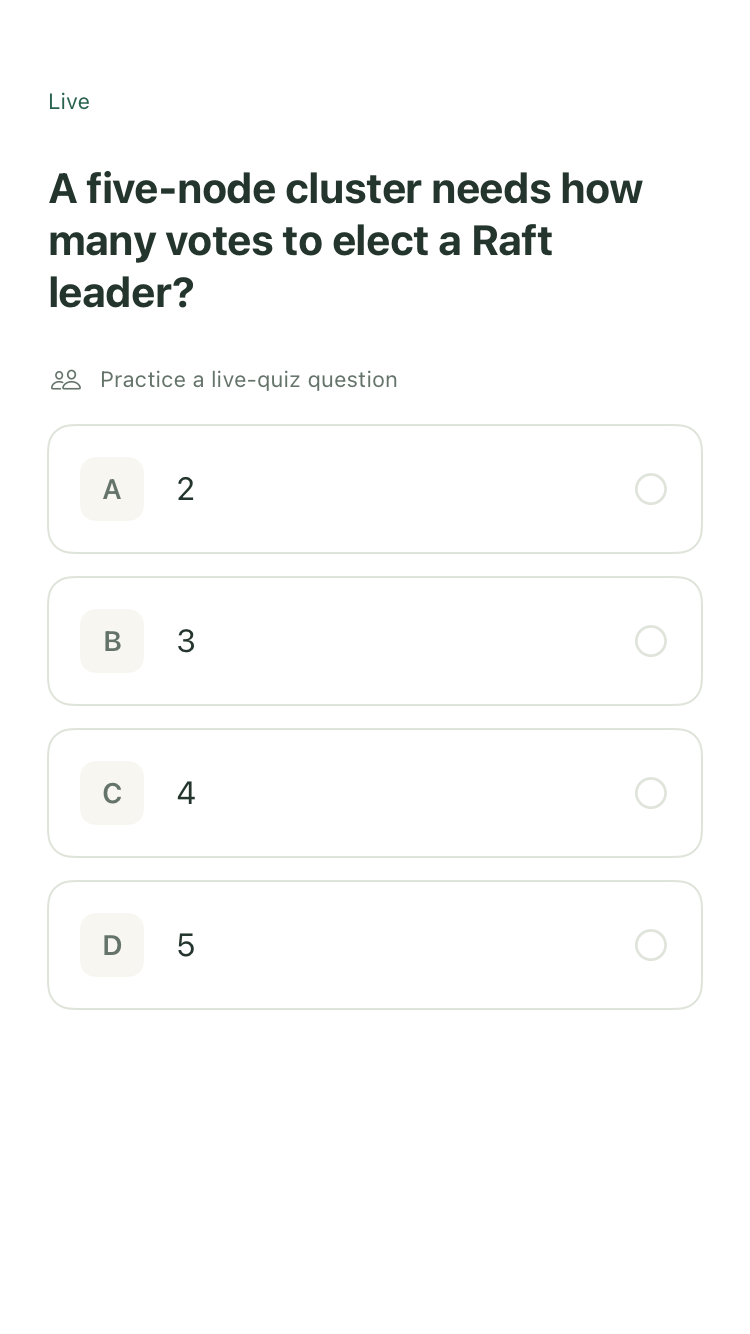 Live
A five-node cluster needs how
many votes to elect a Raft
leader?
Practice a live-quiz question
A 2
B 3
C 4
D 5